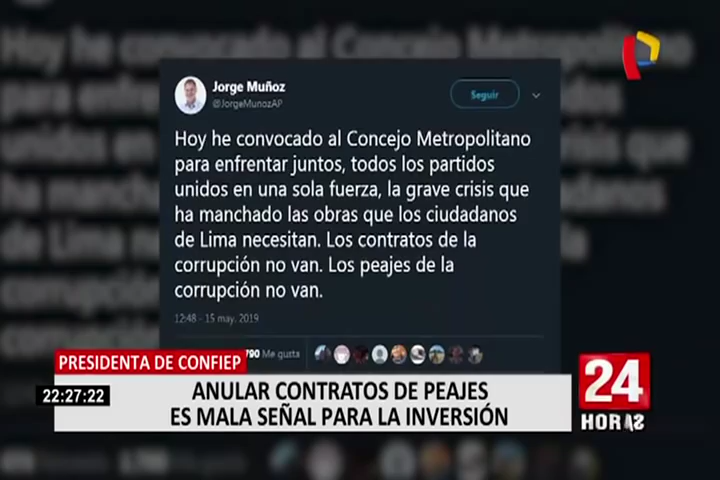 Jorge Muñoz
@JorgeMunozAP
Seguir
Hoy he convocado al Concejo Metropolitano
para enfrentar juntos, todos los partidos
unidos en una sola fuerza, la grave crisis que
ha manchado las obras que los ciudadanos
de Lima necesitan. Los contratos de la
corrupción no van. Los peajes de la
corrupción no van.
12:48 - 15 may. 2019
790 Me gusta
PRESIDENTA DE CONFIEP
22:27:22
ANULAR CONTRATOS DE PEAJES
ES MALA SEÑAL PARA LA INVERSIÓN
24
HORAS